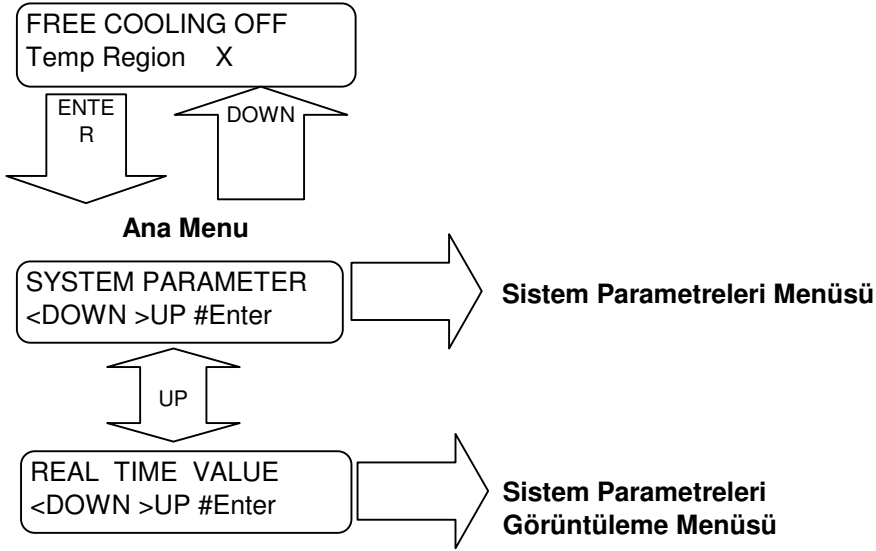 FREE COOLING OFF
Temp Region X
ENTE
R
DOWN
Ana Menu
SYSTEM PARAMETER
<DOWN >UP #Enter
Sistem Parametreleri Menüsü
UP
REAL TIME VALUE
<DOWN >UP #Enter
Sistem Parametreleri
Görüntüleme Menüsü